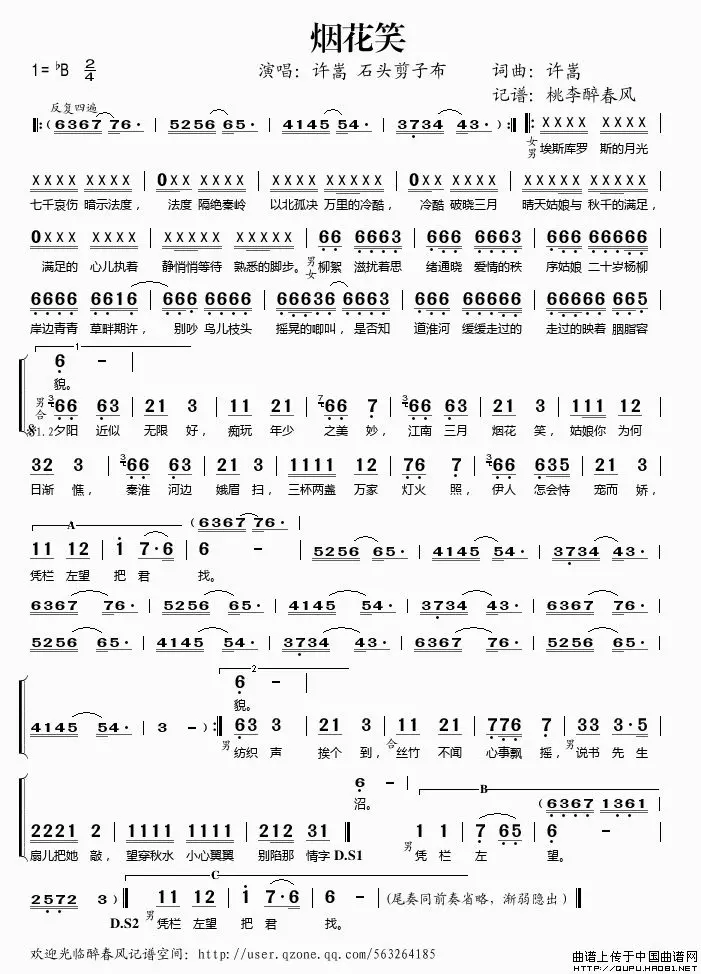 烟花笑
1=♭B 2/4 演唱：许嵩 石头剪子布 词曲：许嵩
记谱：桃李醉春风
反复四遍
‖:(6367 76· | 5256 65· | 4145 54· | 3734 43·) ‖: XXXX XXXX |
女 男 埃斯库罗 斯的月光
XXXX XXXX | 0XX XXXX | XXXX XXXX | 0XX XXXX | XXXX XXXX |
七千哀伤 暗示法度， 法度 隔绝秦岭 以北孤决 万里的冷酷， 冷酷 破晓三月 晴天姑娘与 秋千的满足，
0XXX XXXX | XXXXX XXXXX | 66 6666 | 666 6666 | 666 66666 |
满足的 心儿执着 静悄悄等待 熟悉的脚步。 男 女 柳絮 滋扰着思 绪通晓 爱情的秩 序姑娘 二十岁杨柳
6666 6616 | 666 6666 | 66636 6663 | 666 66666 | 66666 665 |
岸边青青 草畔期许， 别吵 鸟儿枝头 摇晃的唧叫， 是否知 道淮河 缓缓走过的 走过的映着 胭脂容
1
6 -
貌。
3 66 63 | 21 3 | 21 21 | 3 66 7 | 3 66 63 | 21 3 | 111 12 |
男 合 夕阳 近似 无限 好， 痴玩 年少 之美 妙， 江南 三月 烟花 笑， 姑娘你 为何
𝄋1.2
32 3 | 3 66 63 | 21 3 | 1111 12 | 76 7 | 3 66 635 | 21 3 |
日渐 憔， 秦淮 河边 娥眉 扫， 三杯两盏 万家 灯火 照， 伊人 怎会恃 宠而 娇，
A (6367 76·
11 12 | 1 7·6 | 6 - | 5256 65· | 4145 54· | 3734 43· |
凭栏 左望 把 君 找。
6367 76· | 5256 65· | 4145 54· | 3734 43· | 6367 76· |
5256 65· | 4145 54· | 3734 43· | 6367 76· | 5256 65· |
2
6 -
貌。
4145 54· | 3 - ) :‖ 63 3 | 21 3 | 11 21 | 776 7 | 33 3·5 |
男 纺织 声 挨个 到， 合 丝竹 不闻 心事飘 摇， 男 说书 先生
6 -
沼。
B
(6367 1361
2221 2 | 1111 1111 | 212 31 ‖ 1 1 | 7 65 | 6 - |
扇儿把她 敲， 望穿秋水 小心翼翼 别陷那 情字 D.S1 男 凭 栏 左 望。
C
2572 3 ) ‖ 11 12 | 1 7·6 | 6 - (尾奏同前奏省略，渐弱隐出) ‖
D.S2 男 凭栏 左望 把 君 找。
欢迎光临醉春风记谱空间：http://user.qzone.qq.com/563264185
曲谱上传于中国曲谱网
→http://QUPU.HAO81.NET